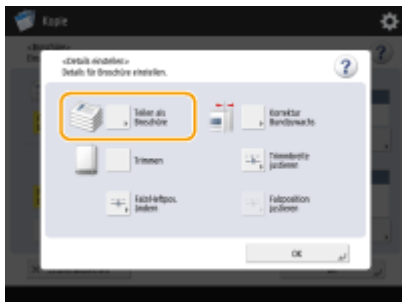 Kopie
<Details einstellen>
Details für Broschüre einstellen.
?
Teilen als
Broschüre
Korrektur
Bundzuwachs
Trimmen
Trimmbreite
justieren
Falz/Heftpos.
ändern
Falzposition
justieren
OK